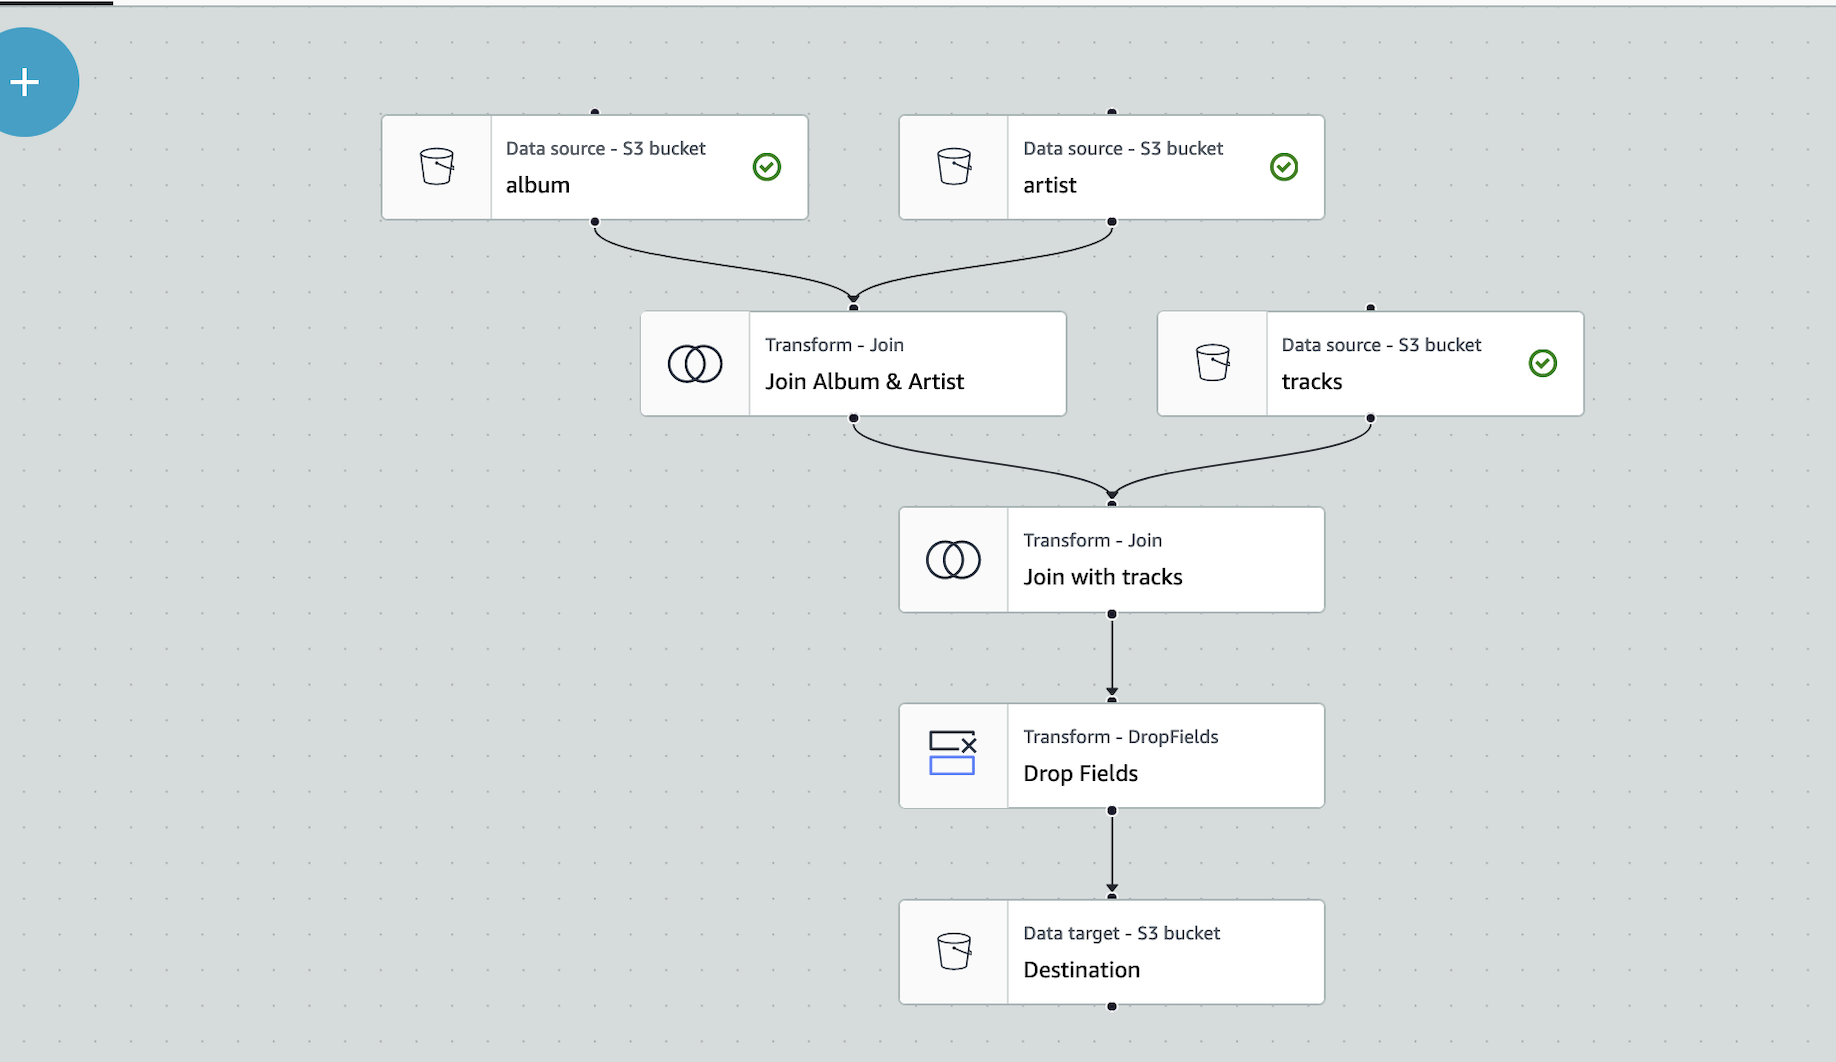 Data source - S3 bucket
album
Data source - S3 bucket
artist
Transform - Join
Join Album & Artist
Data source - S3 bucket
tracks
Transform - Join
Join with tracks
Transform - DropFields
Drop Fields
Data target - S3 bucket
Destination